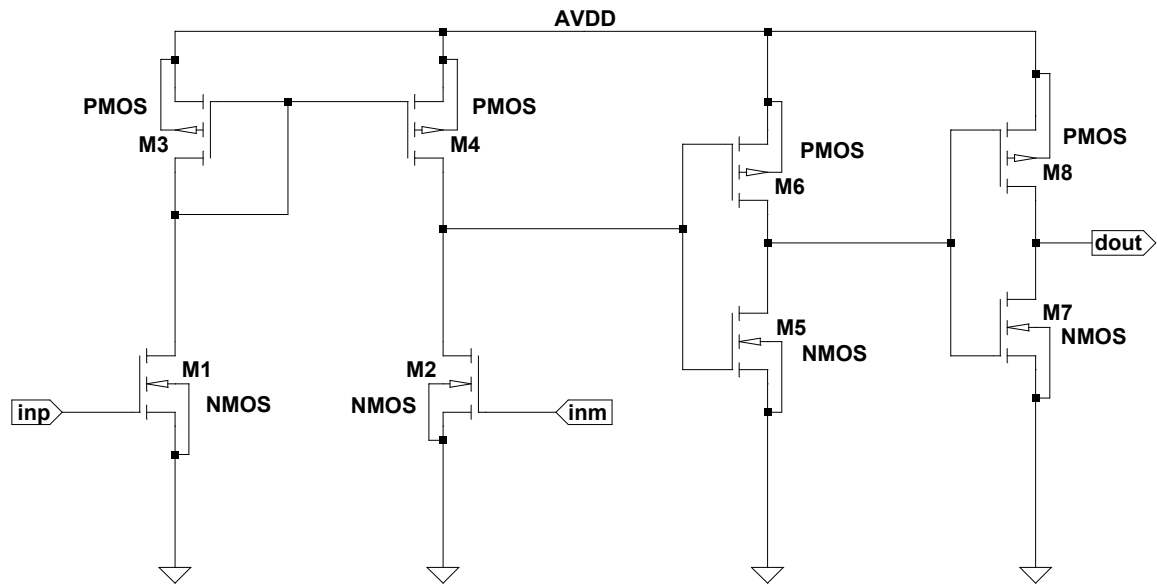 AVDD
PMOS
M3
PMOS
M4
PMOS
M6
PMOS
M8
dout
M1
NMOS
inp
M2
NMOS
inm
M5
NMOS
M7
NMOS